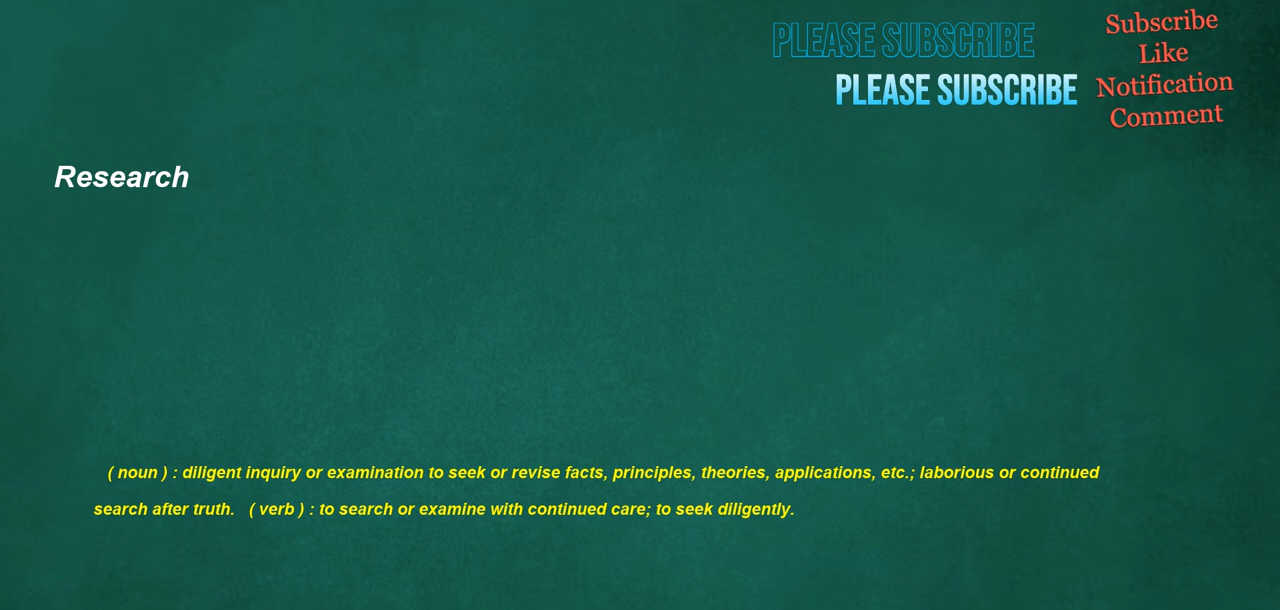 PLEASE SUBSCRIBE
PLEASE SUBSCRIBE
Subscribe
Like
Notification
Comment
Research
( noun ) : diligent inquiry or examination to seek or revise facts, principles, theories, applications, etc.; laborious or continued
search after truth. ( verb ) : to search or examine with continued care; to seek diligently.